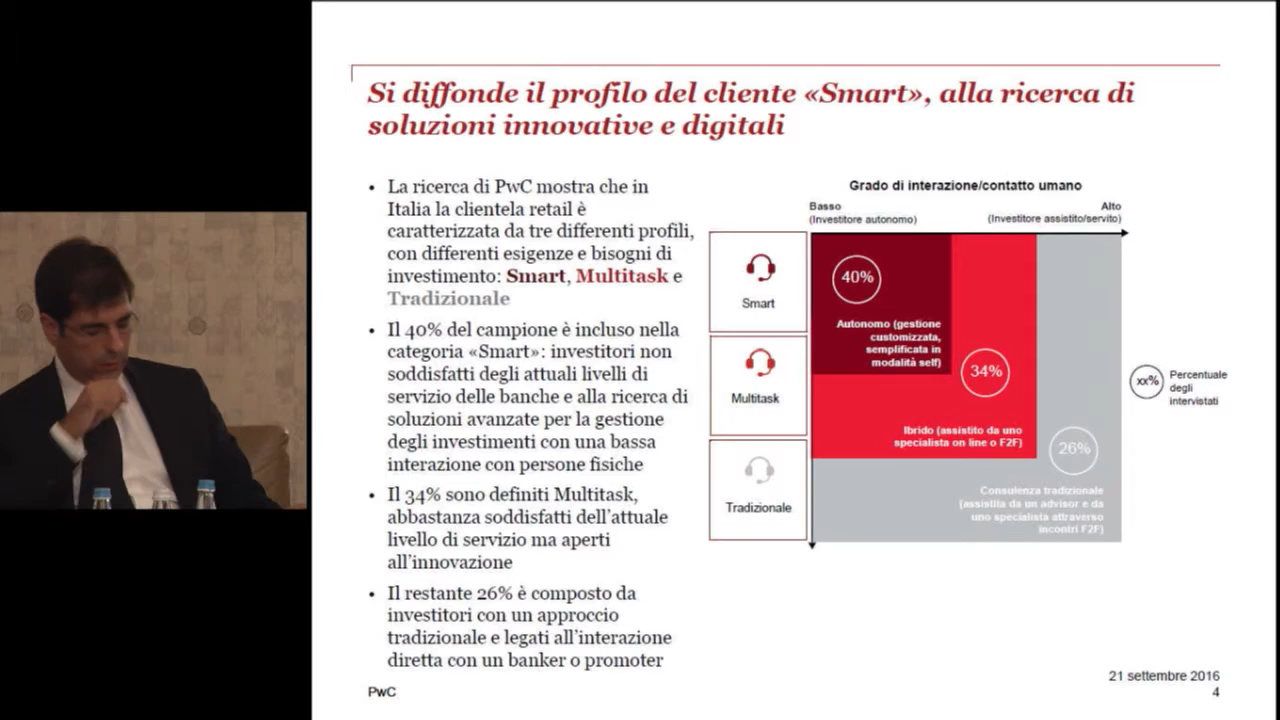 Si diffonde il profilo del cliente «Smart», alla ricerca di
soluzioni innovative e digitali
• La ricerca di PwC mostra che in
Italia la clientela retail è
caratterizzata da tre differenti profili,
con differenti esigenze e bisogni di
investimento: Smart, Multitask e
Tradizionale
• Il 40% del campione è incluso nella
categoria «Smart»: investitori non
soddisfatti degli attuali livelli di
servizio delle banche e alla ricerca di
soluzioni avanzate per la gestione
degli investimenti con una bassa
interazione con persone fisiche
• Il 34% sono definiti Multitask,
abbastanza soddisfatti dell'attuale
livello di servizio ma aperti
all'innovazione
• Il restante 26% è composto da
investitori con un approccio
tradizionale e legati all'interazione
diretta con un banker o promoter
Grado di interazione/contatto umano
Basso
(Investitore autonomo)
Alto
(Investitore assistito/servito)
Smart
Multitask
Tradizionale
40%
Autonomo (gestione
customizzata,
semplificata in
modalità self)
34%
Ibrido (assistito da uno
specialista on line o F2F)
26%
Consulenza tradizionale
(assistita da un advisor e da
uno specialista attraverso
incontri F2F)
xx%
Percentuale
degli
intervistati
PwC
21 settembre 2016
4